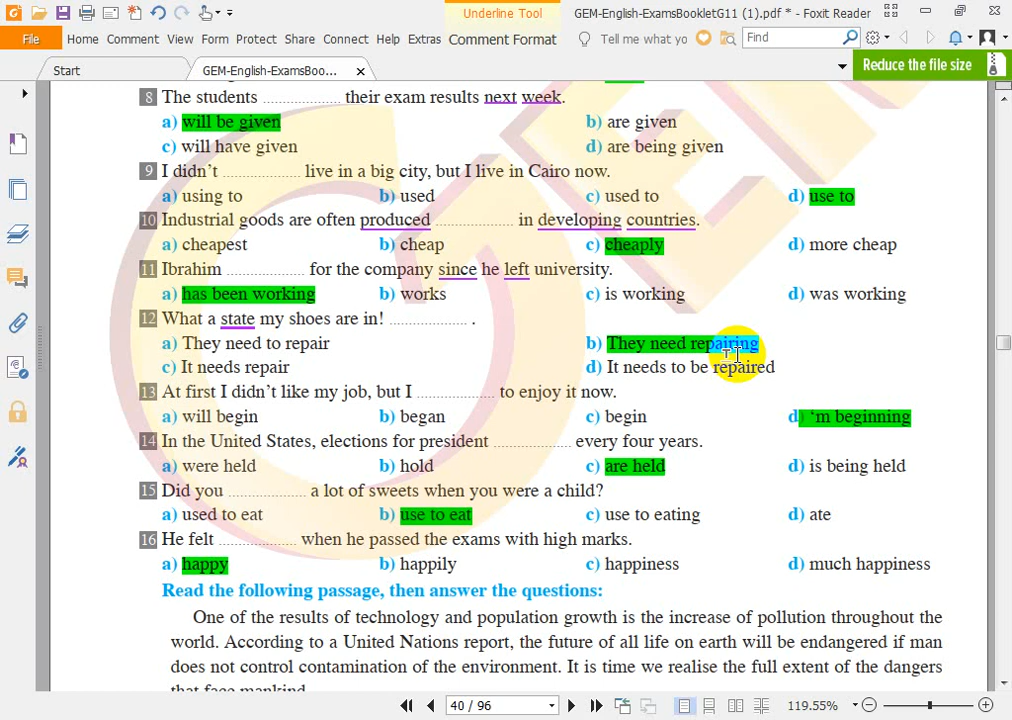 Underline Tool
GEM-English-ExamsBookletG11 (1).pdf * - Foxit Reader
File Home Comment View Form Protect Share Connect Help Extras Comment Format Tell me what yo Find
Start GEM-English-ExamsBoo... Reduce the file size
8 The students .................... their exam results next week.
a) will be given b) are given
c) will have given d) are being given
9 I didn't .................... live in a big city, but I live in Cairo now.
a) using to b) used c) used to d) use to
10 Industrial goods are often produced .................... in developing countries.
a) cheapest b) cheap c) cheaply d) more cheap
11 Ibrahim .................... for the company since he left university.
a) has been working b) works c) is working d) was working
12 What a state my shoes are in! .................... .
a) They need to repair b) They need repairing
c) It needs repair d) It needs to be repaired
13 At first I didn't like my job, but I .................... to enjoy it now.
a) will begin b) began c) begin d) 'm beginning
14 In the United States, elections for president .................... every four years.
a) were held b) hold c) are held d) is being held
15 Did you .................... a lot of sweets when you were a child?
a) used to eat b) use to eat c) use to eating d) ate
16 He felt .................... when he passed the exams with high marks.
a) happy b) happily c) happiness d) much happiness
Read the following passage, then answer the questions:
One of the results of technology and population growth is the increase of pollution throughout the
world. According to a United Nations report, the future of all life on earth will be endangered if man
does not control contamination of the environment. It is time we realise the full extent of the dangers
that face mankind.
40 / 96 119.55%